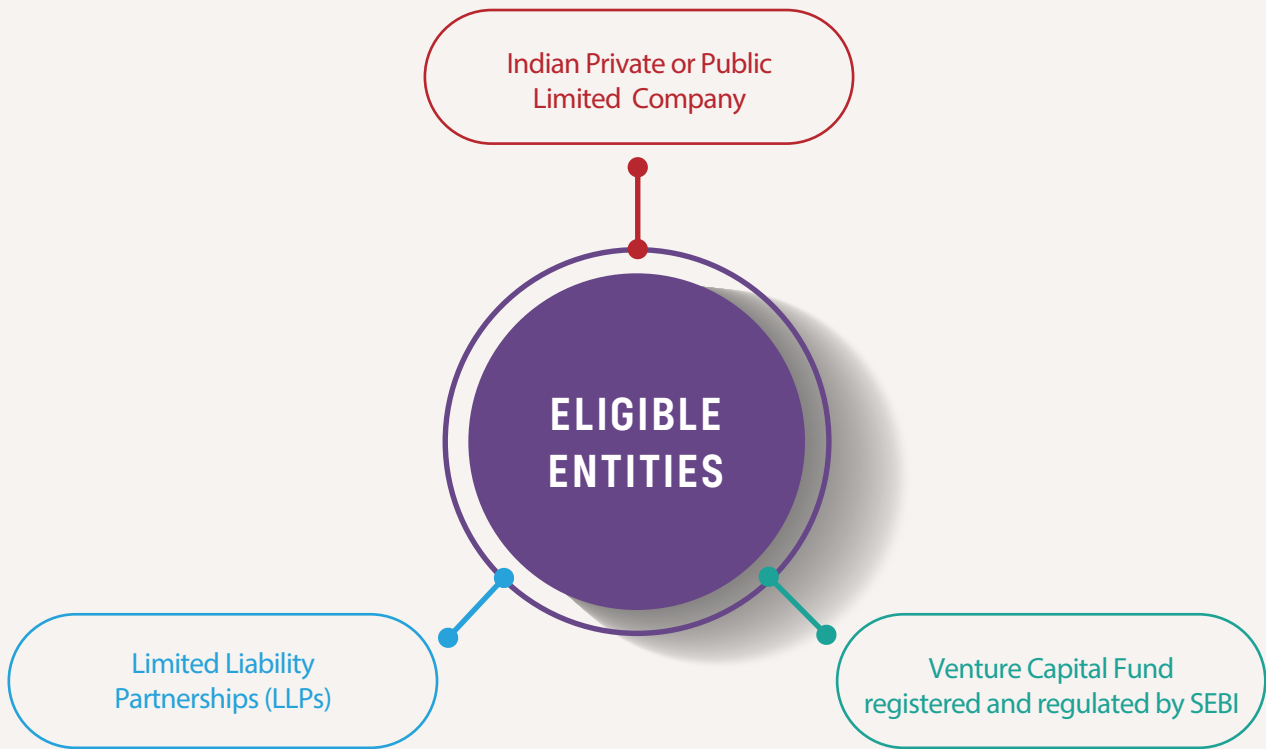 Indian Private or Public
Limited Company
ELIGIBLE
ENTITIES
Limited Liability
Partnerships (LLPs)
Venture Capital Fund
registered and regulated by SEBI